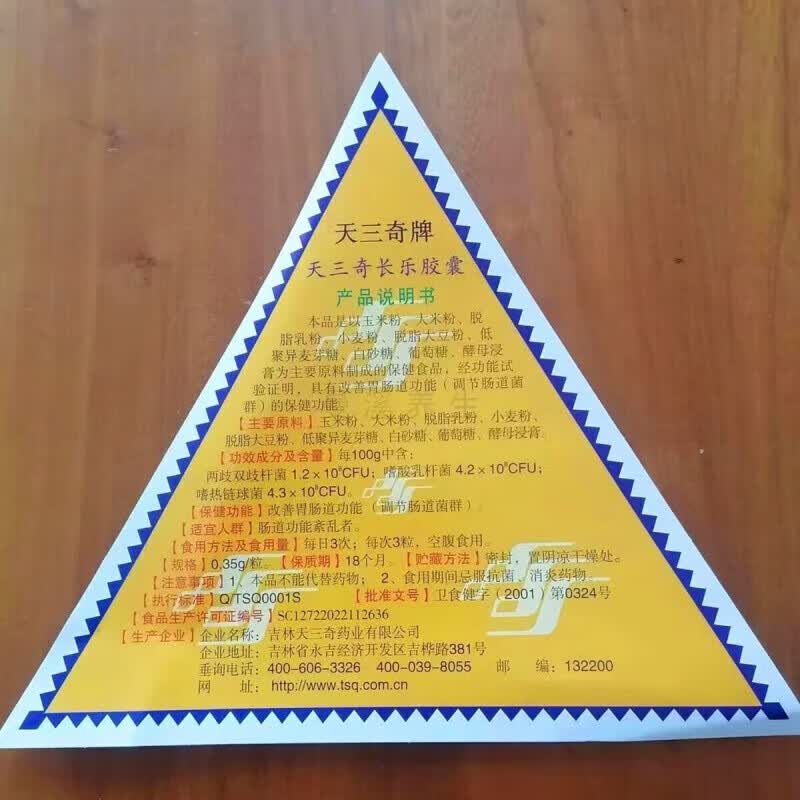 天三奇牌
天三奇长乐胶囊
产品说明书
本品是以玉米粉、大米粉、脱
脂乳粉、小麦粉、脱脂大豆粉、低
聚异麦芽糖、白砂糖、葡萄糖、酵母浸
膏为主要原料制成的保健食品，经功能试
验证明，具有改善胃肠道功能（调节肠道菌
群）的保健功能。
【主要原料】玉米粉、大米粉、脱脂乳粉、小麦粉、
脱脂大豆粉、低聚异麦芽糖、白砂糖、葡萄糖、酵母浸膏。
【功效成分及含量】每100g中含：
两歧双歧杆菌 1.2×10⁸CFU；嗜酸乳杆菌 4.2×10⁸CFU；
嗜热链球菌 4.3×10⁸CFU。
【保健功能】改善胃肠道功能（调节肠道菌群）。
【适宜人群】肠道功能紊乱者。
【食用方法及食用量】每日3次；每次3粒，空腹食用。
【规格】0.35g/粒。【保质期】18个月。【贮藏方法】密封，置阴凉干燥处。
【注意事项】1、本品不能代替药物； 2、食用期间忌服抗菌、消炎药物。
【执行标准】Q/TSQ0001S 【批准文号】卫食健字（2001）第0324号
【食品生产许可证编号】SC12722022112636
【生产企业】企业名称：吉林天三奇药业有限公司
企业地址：吉林省永吉经济开发区吉桦路381号
垂询电话：400-606-3326 400-039-8055 邮 编：132200
网 址：http://www.tsq.com.cn